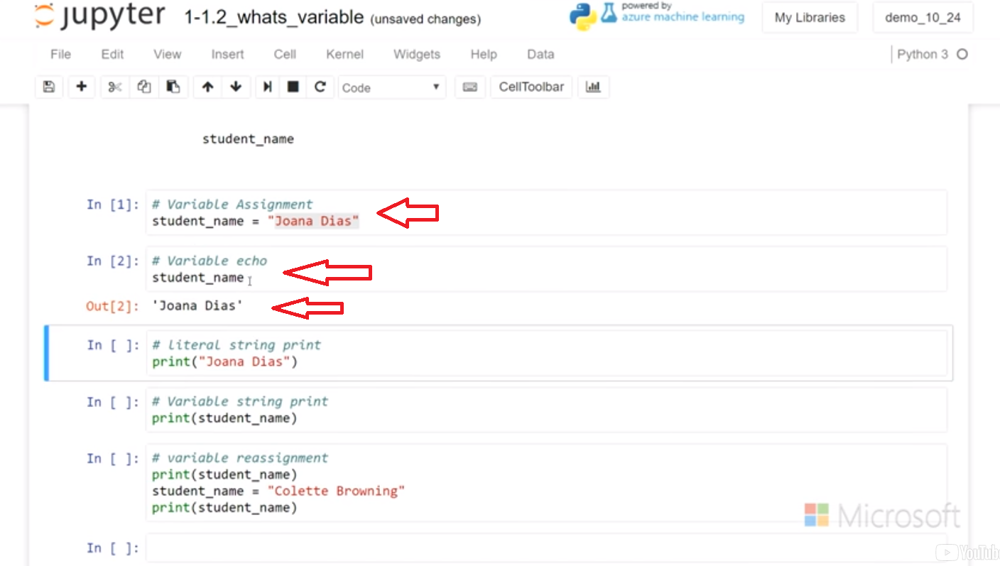 jupyter 1-1.2_whats_variable (unsaved changes) powered by azure machine learning My Libraries demo_10_24
File Edit View Insert Cell Kernel Widgets Help Data Python 3
Code CellToolbar
student_name
In [1]: # Variable Assignment
student_name = "Joana Dias"
In [2]: # Variable echo
student_name
Out[2]: 'Joana Dias'
In [ ]: # literal string print
print("Joana Dias")
In [ ]: # Variable string print
print(student_name)
In [ ]: # variable reassignment
print(student_name)
student_name = "Colette Browning"
print(student_name)
Microsoft
In [ ]:
YouTube